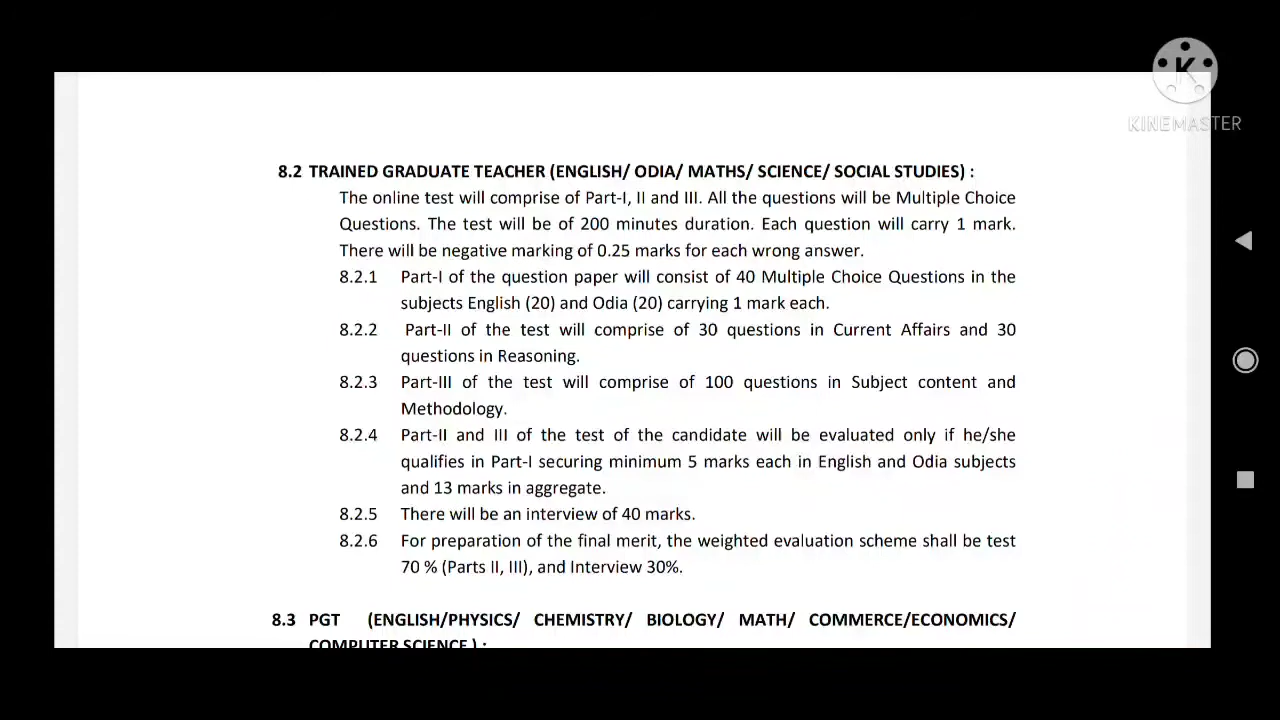 KINEMASTER
8.2 TRAINED GRADUATE TEACHER (ENGLISH/ ODIA/ MATHS/ SCIENCE/ SOCIAL STUDIES) :
The online test will comprise of Part-I, II and III. All the questions will be Multiple Choice
Questions. The test will be of 200 minutes duration. Each question will carry 1 mark.
There will be negative marking of 0.25 marks for each wrong answer.
8.2.1 Part-I of the question paper will consist of 40 Multiple Choice Questions in the
subjects English (20) and Odia (20) carrying 1 mark each.
8.2.2 Part-II of the test will comprise of 30 questions in Current Affairs and 30
questions in Reasoning.
8.2.3 Part-III of the test will comprise of 100 questions in Subject content and
Methodology.
8.2.4 Part-II and III of the test of the candidate will be evaluated only if he/she
qualifies in Part-I securing minimum 5 marks each in English and Odia subjects
and 13 marks in aggregate.
8.2.5 There will be an interview of 40 marks.
8.2.6 For preparation of the final merit, the weighted evaluation scheme shall be test
70 % (Parts II, III), and Interview 30%.
8.3 PGT (ENGLISH/PHYSICS/ CHEMISTRY/ BIOLOGY/ MATH/ COMMERCE/ECONOMICS/
COMPUTER SCIENCE ) :